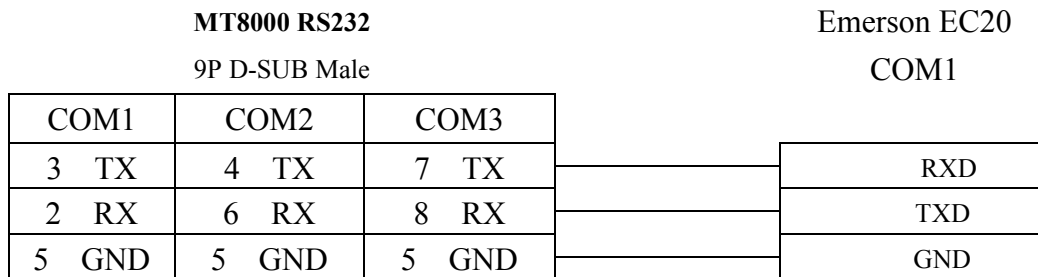 MT8000 RS232 Emerson EC20
9P D-SUB Male COM1
COM1 COM2 COM3
3 TX 4 TX 7 TX RXD
2 RX 6 RX 8 RX TXD
5 GND 5 GND 5 GND GND